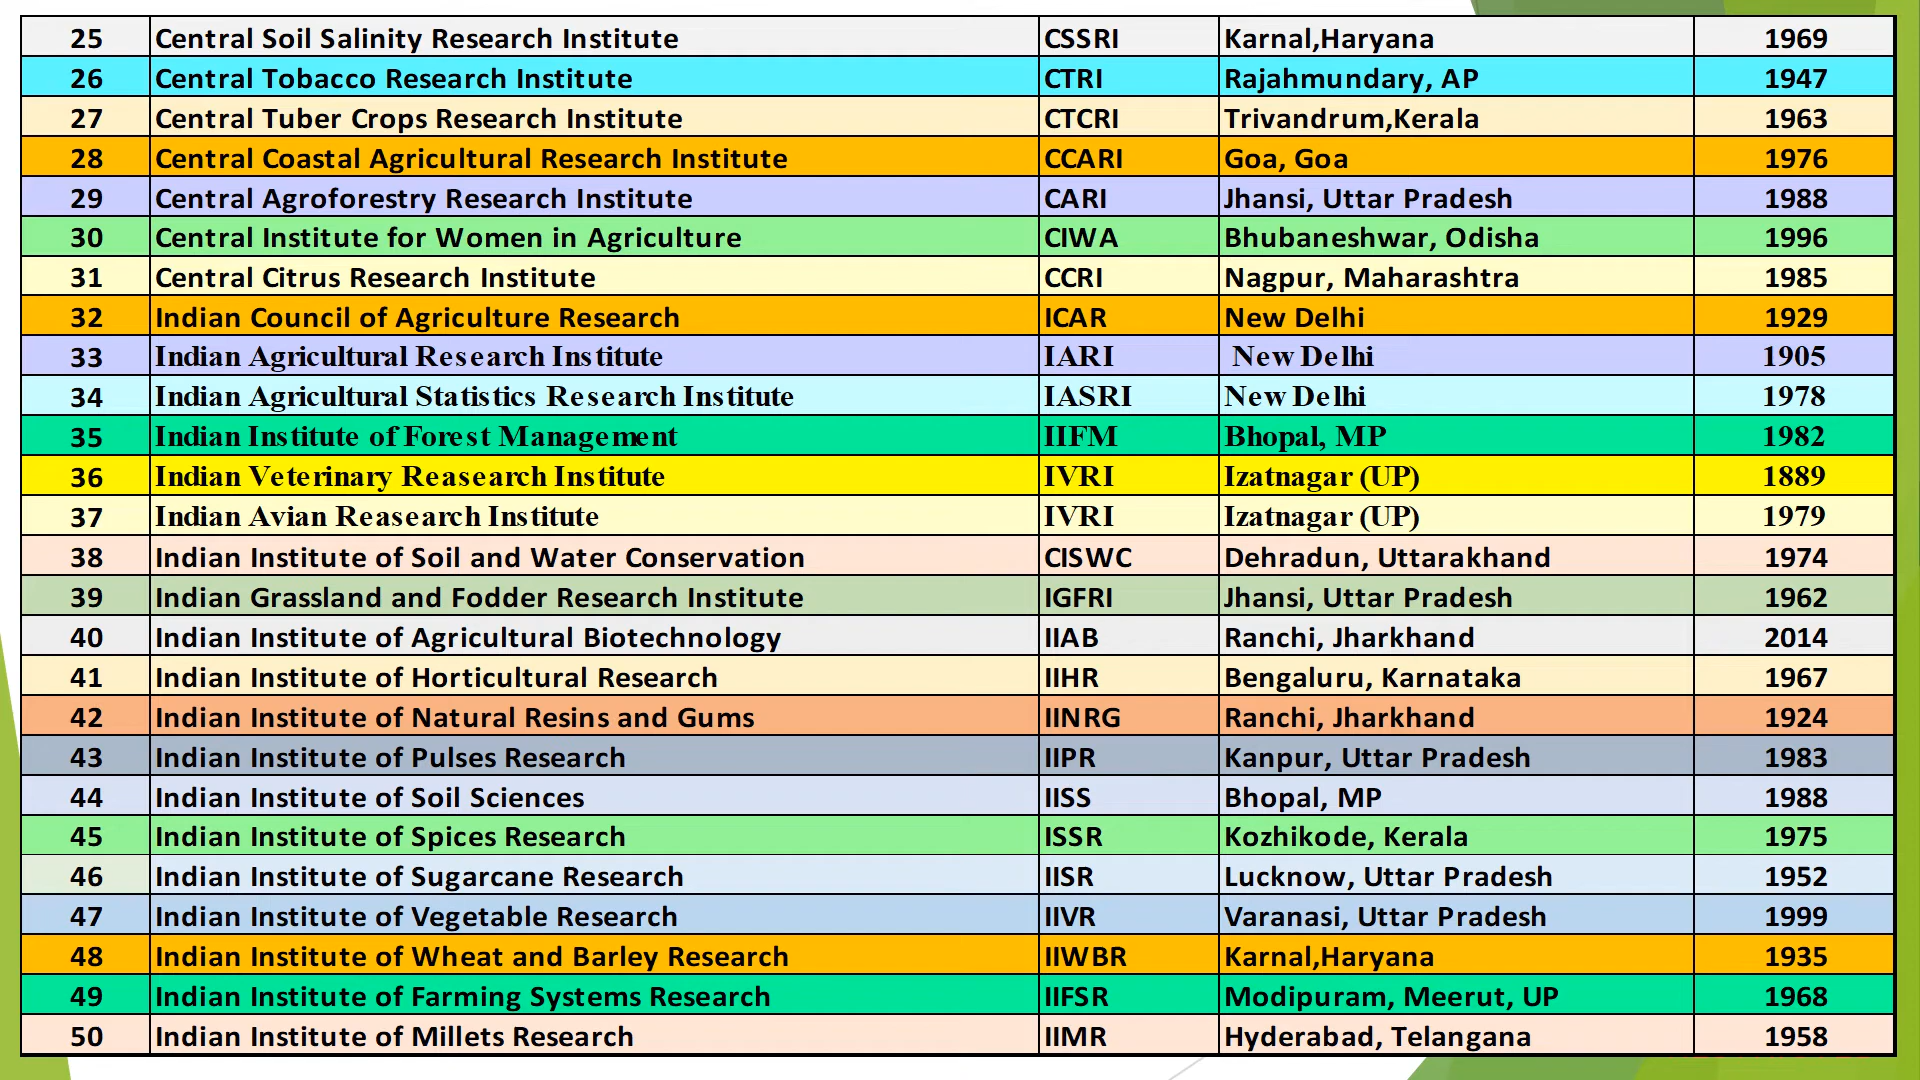 25 Central Soil Salinity Research Institute CSSRI Karnal,Haryana 1969
26 Central Tobacco Research Institute CTRI Rajahmundary, AP 1947
27 Central Tuber Crops Research Institute CTCRI Trivandrum,Kerala 1963
28 Central Coastal Agricultural Research Institute CCARI Goa, Goa 1976
29 Central Agroforestry Research Institute CARI Jhansi, Uttar Pradesh 1988
30 Central Institute for Women in Agriculture CIWA Bhubaneshwar, Odisha 1996
31 Central Citrus Research Institute CCRI Nagpur, Maharashtra 1985
32 Indian Council of Agriculture Research ICAR New Delhi 1929
33 Indian Agricultural Research Institute IARI New Delhi 1905
34 Indian Agricultural Statistics Research Institute IASRI New Delhi 1978
35 Indian Institute of Forest Management IIFM Bhopal, MP 1982
36 Indian Veterinary Reasearch Institute IVRI Izatnagar (UP) 1889
37 Indian Avian Reasearch Institute IVRI Izatnagar (UP) 1979
38 Indian Institute of Soil and Water Conservation CISWC Dehradun, Uttarakhand 1974
39 Indian Grassland and Fodder Research Institute IGFRI Jhansi, Uttar Pradesh 1962
40 Indian Institute of Agricultural Biotechnology IIAB Ranchi, Jharkhand 2014
41 Indian Institute of Horticultural Research IIHR Bengaluru, Karnataka 1967
42 Indian Institute of Natural Resins and Gums IINRG Ranchi, Jharkhand 1924
43 Indian Institute of Pulses Research IIPR Kanpur, Uttar Pradesh 1983
44 Indian Institute of Soil Sciences IISS Bhopal, MP 1988
45 Indian Institute of Spices Research ISSR Kozhikode, Kerala 1975
46 Indian Institute of Sugarcane Research IISR Lucknow, Uttar Pradesh 1952
47 Indian Institute of Vegetable Research IIVR Varanasi, Uttar Pradesh 1999
48 Indian Institute of Wheat and Barley Research IIWBR Karnal,Haryana 1935
49 Indian Institute of Farming Systems Research IIFSR Modipuram, Meerut, UP 1968
50 Indian Institute of Millets Research IIMR Hyderabad, Telangana 1958